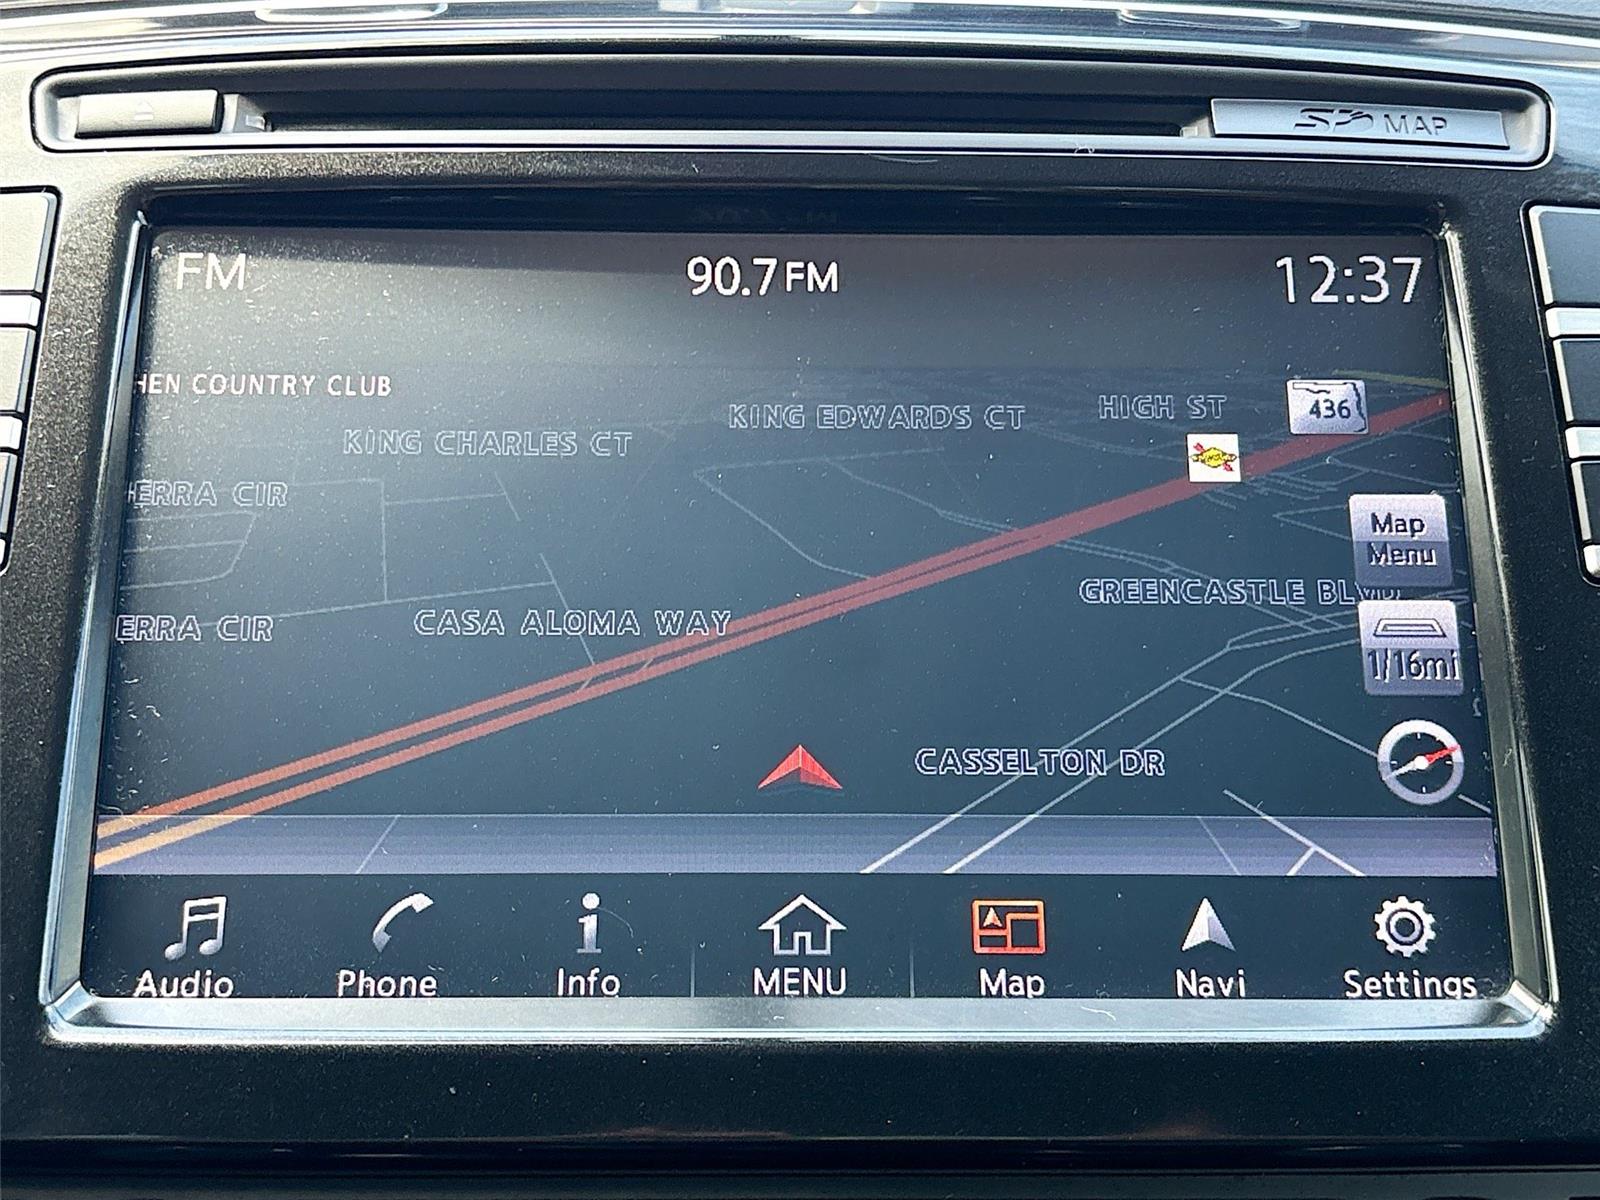 SD MAP
FM
90.7 FM
12:37
HEN COUNTRY CLUB
KING CHARLES CT
KING EDWARDS CT
HIGH ST
436
ERRA CIR
Map
Menu
GREENCASTLE
ERRA CIR
CASA ALOMA WAY
1/16mi
CASSELTON DR
Audio
Phone
Info
MENU
Map
Navi
Settings